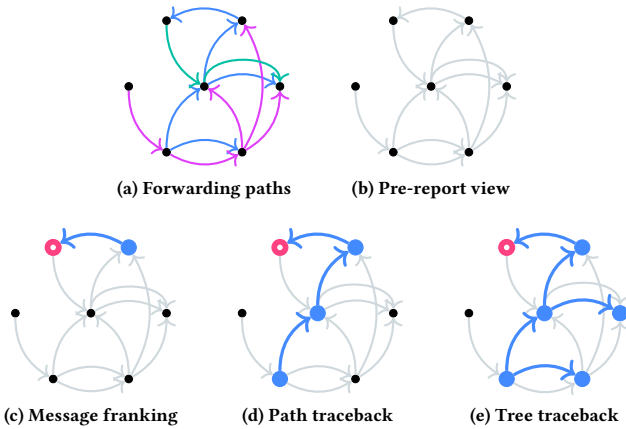 (a) Forwarding paths
(b) Pre-report view
(c) Message franking
(d) Path traceback
(e) Tree traceback